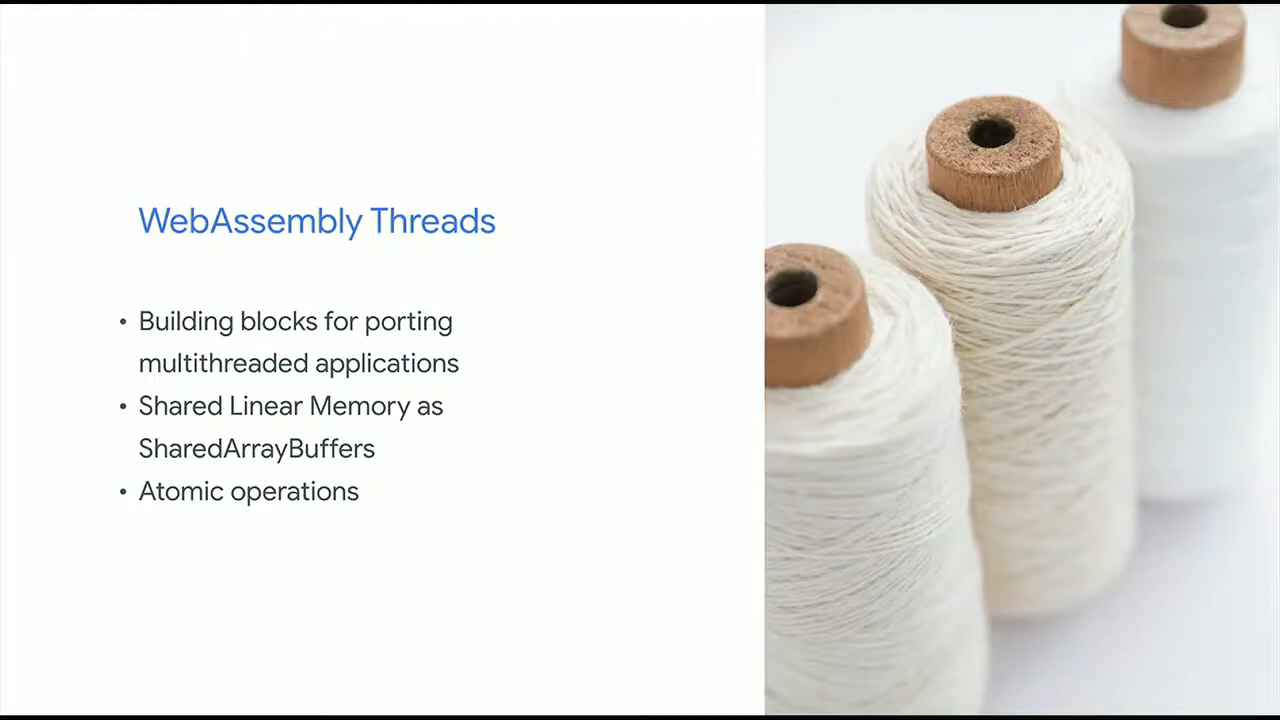 WebAssembly Threads
• Building blocks for porting
multithreaded applications
• Shared Linear Memory as
SharedArrayBuffers
• Atomic operations